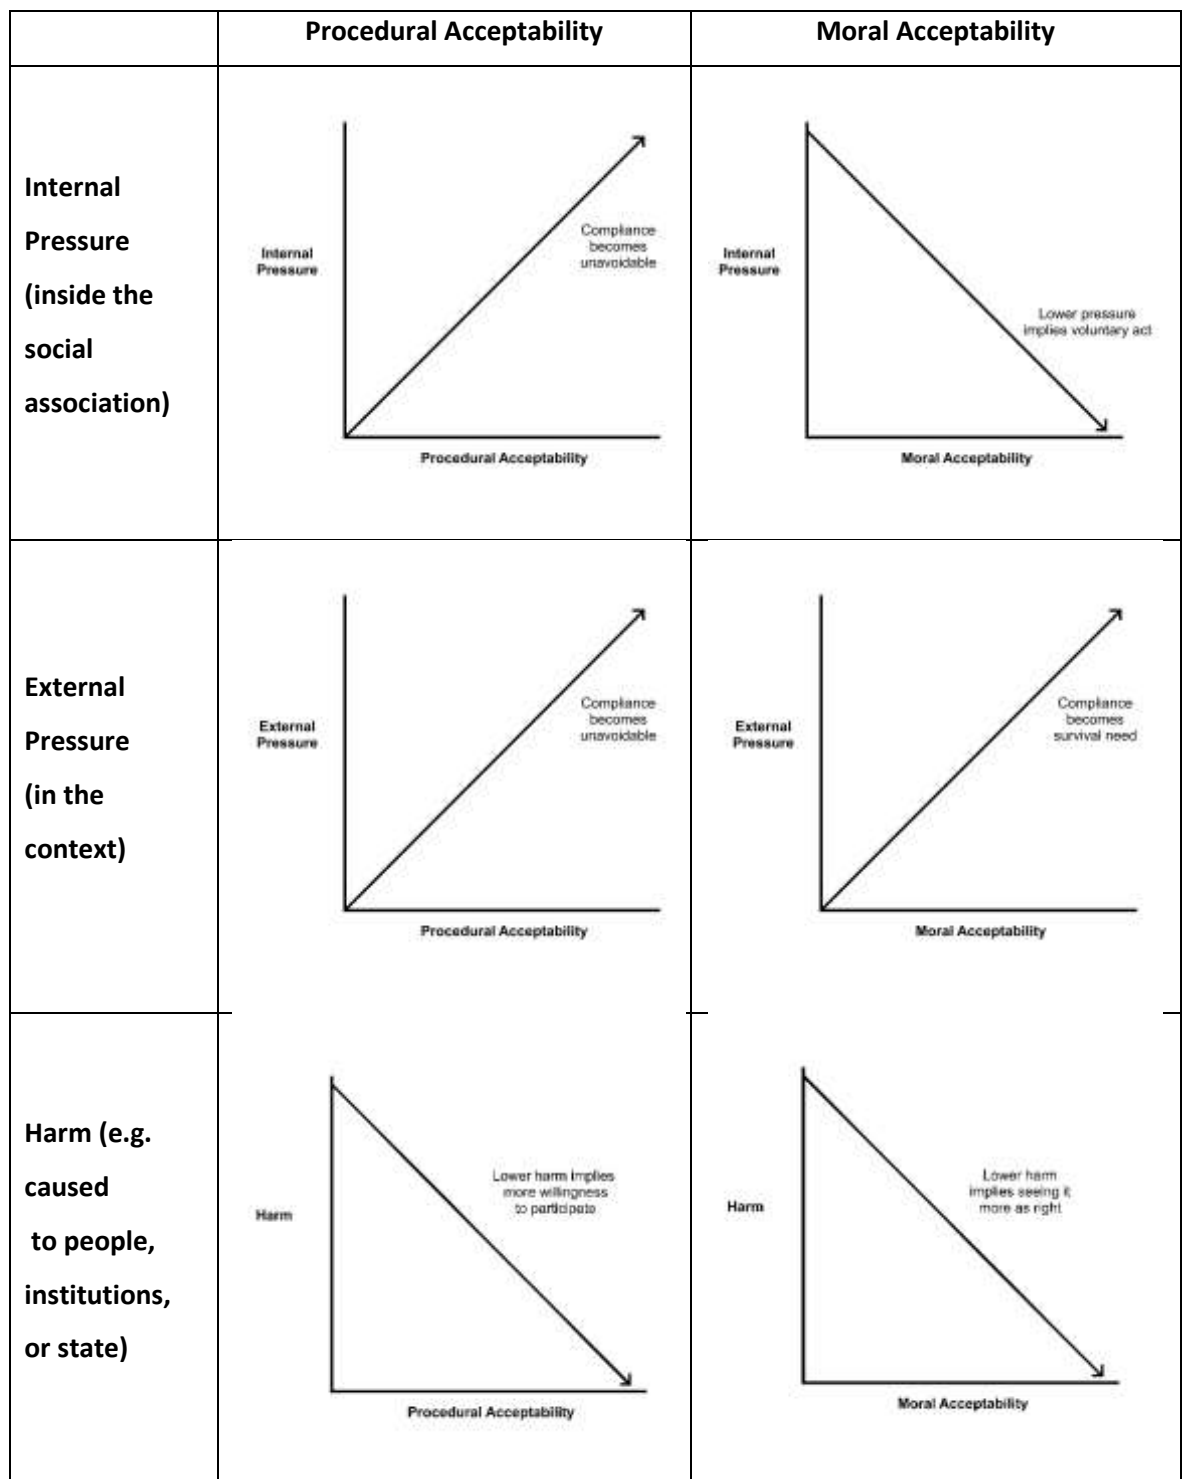 Procedural Acceptability
Moral Acceptability
Internal
Pressure
(inside the
social
association)
Internal
Pressure
Compliance
becomes
unavoidable
Procedural Acceptability
Internal
Pressure
Lower pressure
implies voluntary act
Moral Acceptability
External
Pressure
(in the
context)
External
Pressure
Compliance
becomes
unavoidable
Procedural Acceptability
External
Pressure
Compliance
becomes
survival need
Moral Acceptability
Harm (e.g.
caused
to people,
institutions,
or state)
Harm
Lower harm implies
more willingness
to participate
Procedural Acceptability
Harm
Lower harm
implies seeing it
more as right
Moral Acceptability